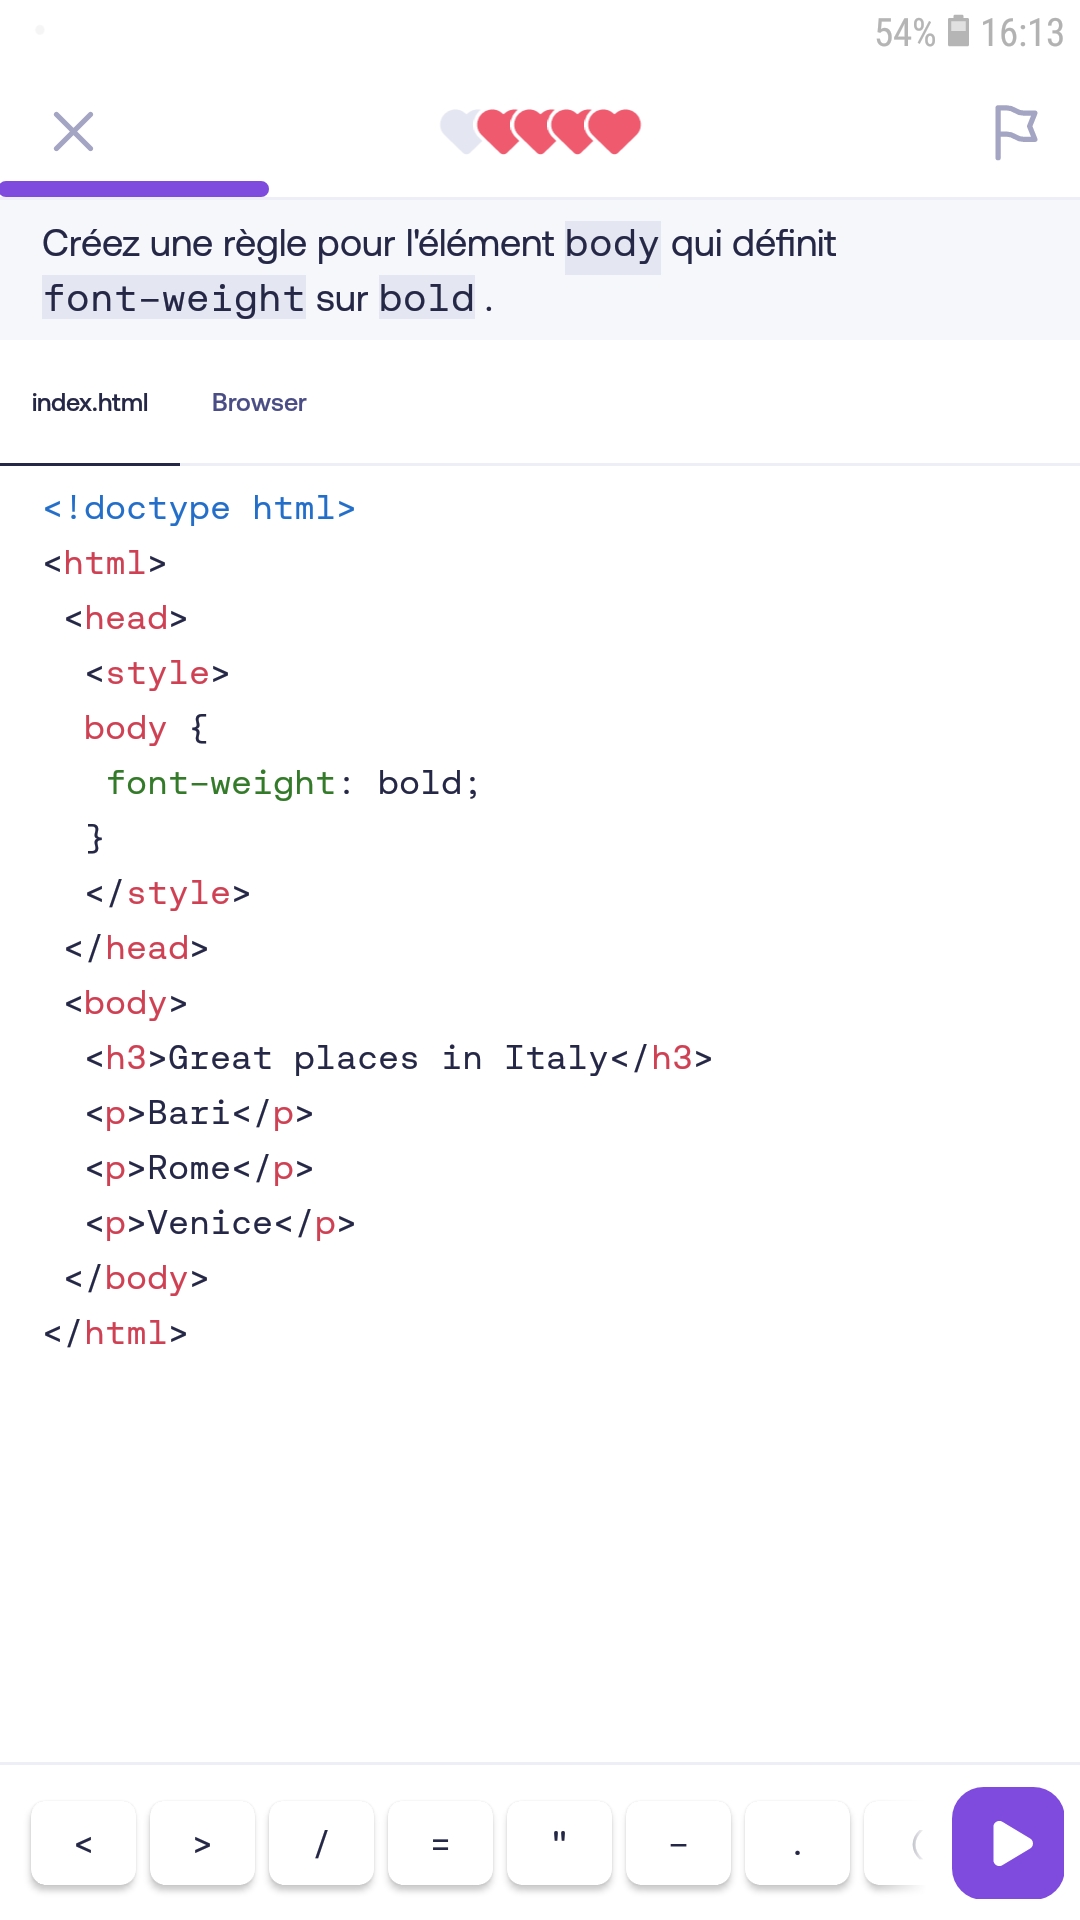 54% 16:13
Créez une règle pour l'élément body qui définit
font-weight sur bold .
index.html Browser
<!doctype html>
<html>
<head>
<style>
body {
font-weight: bold;
}
</style>
</head>
<body>
<h3>Great places in Italy</h3>
<p>Bari</p>
<p>Rome</p>
<p>Venice</p>
</body>
</html>
< > / = " - . (